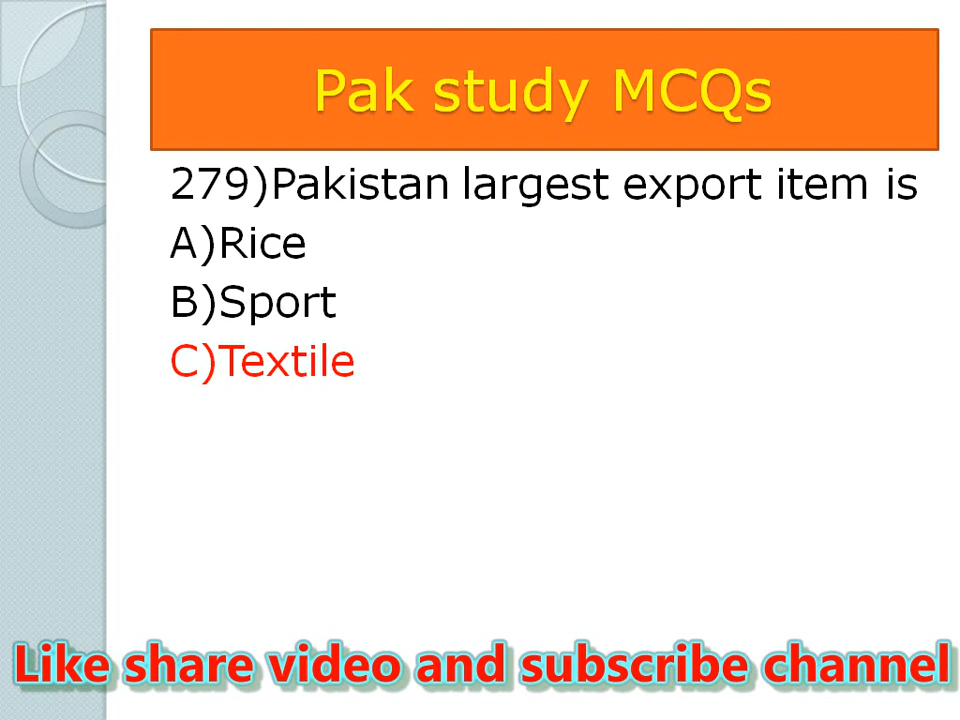 Pak study MCQs
279)Pakistan largest export item is
A)Rice
B)Sport
C)Textile
Like share video and subscribe channel